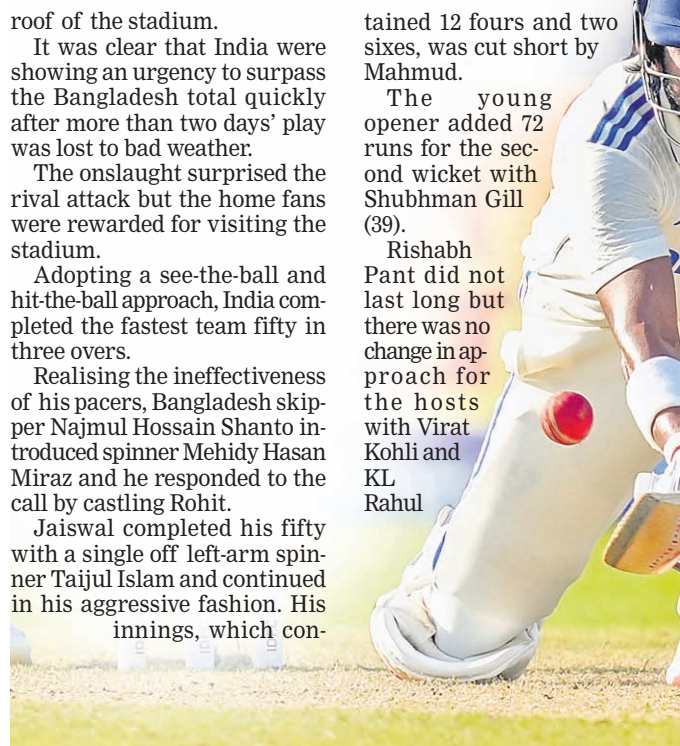 roof of the stadium.
It was clear that India were
showing an urgency to surpass
the Bangladesh total quickly
after more than two days' play
was lost to bad weather.
The onslaught surprised the
rival attack but the home fans
were rewarded for visiting the
stadium.
Adopting a see-the-ball and
hit-the-ball approach, India com-
pleted the fastest team fifty in
three overs.
Realising the ineffectiveness
of his pacers, Bangladesh skip-
per Najmul Hossain Shanto in-
troduced spinner Mehidy Hasan
Miraz and he responded to the
call by castling Rohit.
Jaiswal completed his fifty
with a single off left-arm spin-
ner Taijul Islam and continued
in his aggressive fashion. His
innings, which con-
tained 12 fours and two
sixes, was cut short by
Mahmud.
The young
opener added 72
runs for the sec-
ond wicket with
Shubhman Gill
(39).
Rishabh
Pant did not
last long but
there was no
change in ap-
proach for
the hosts
with Virat
Kohli and
KL
Rahul